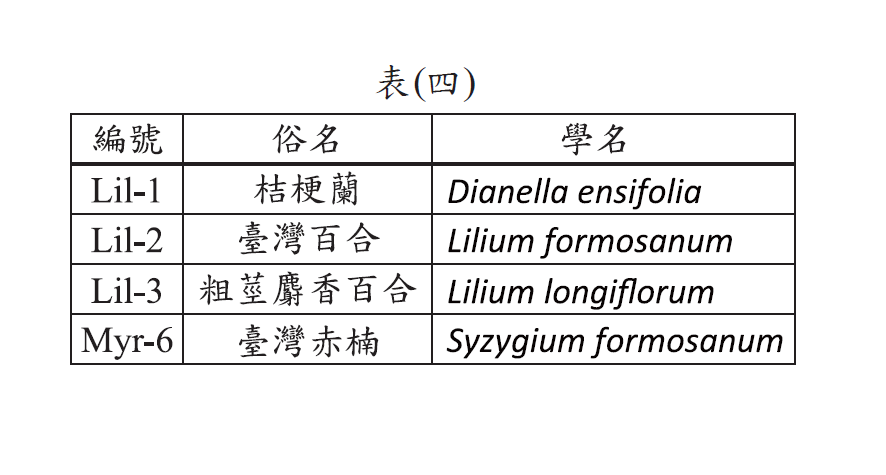 表(四)
編號 俗名 學名
Lil-1 桔梗蘭 Dianella ensifolia
Lil-2 臺灣百合 Lilium formosanum
Lil-3 粗莖麝香百合 Lilium longiflorum
Myr-6 臺灣赤楠 Syzygium formosanum